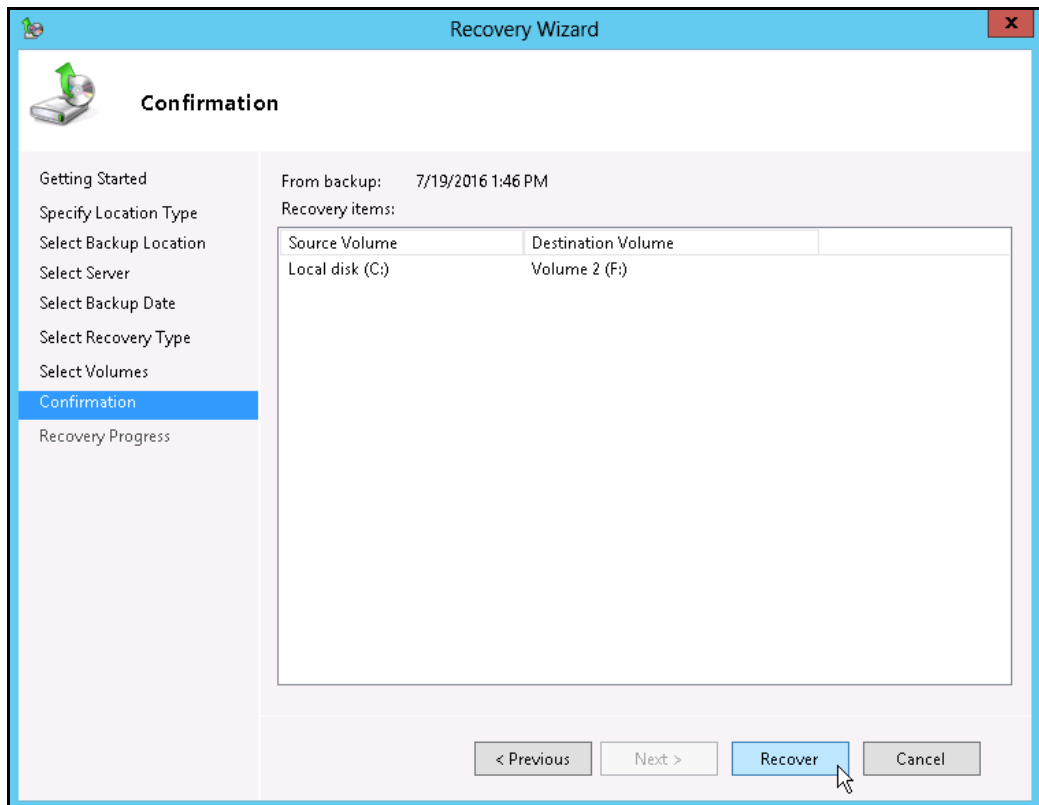 Recovery Wizard
x
Confirmation
Getting Started
Specify Location Type
Select Backup Location
Select Server
Select Backup Date
Select Recovery Type
Select Volumes
Confirmation
Recovery Progress
From backup: 7/19/2016 1:46 PM
Recovery items:
Source Volume Destination Volume
Local disk (C:) Volume 2 (F:)
< Previous Next > Recover Cancel